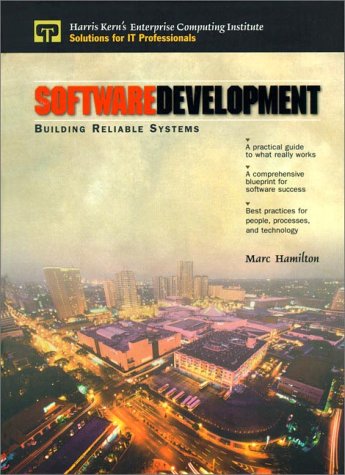 Harris Kern's Enterprise Computing Institute
Solutions for IT Professionals
SOFTWAREDEVELOPMENT
BUILDING RELIABLE SYSTEMS
A practical guide
to what really works
A comprehensive
blueprint for
software success
Best practices for
people, processes,
and technology
Marc Hamilton